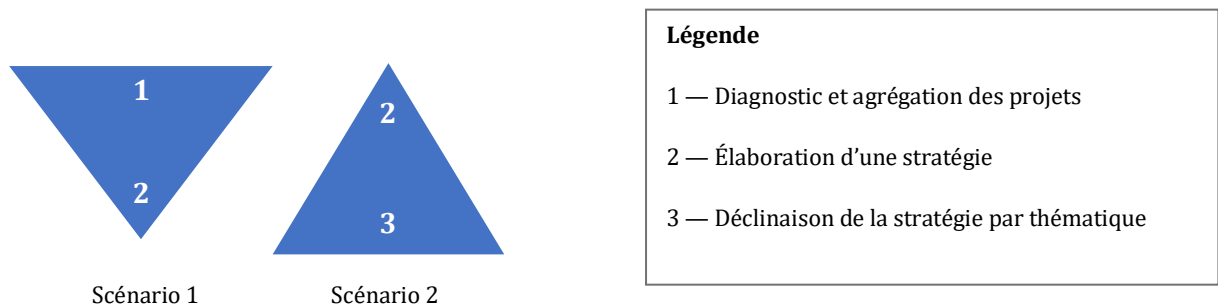 1
2
Scénario 1
2
3
Scénario 2
Légende
1 — Diagnostic et agrégation des projets
2 — Élaboration d’une stratégie
3 — Déclinaison de la stratégie par thématique